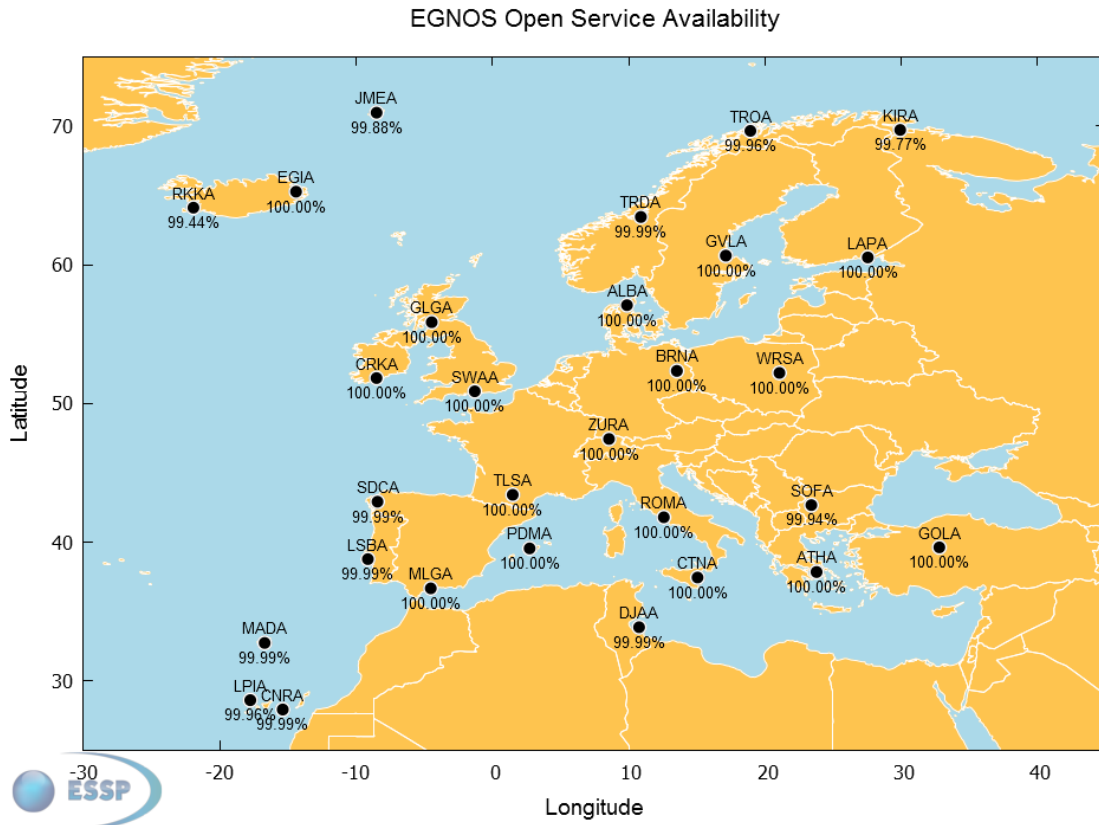 EGNOS Open Service Availability
JMEA
99.88%
TROA
99.96%
KIRA
99.77%
EGIA
100.00%
RKKA
99.44%
TRDA
99.99%
GVLA
100.00%
LAPA
100.00%
ALBA
100.00%
GLGA
100.00%
CRKA
100.00%
SWAA
100.00%
BRNA
100.00%
WRSA
100.00%
ZURA
100.00%
TLSA
100.00%
SDCA
99.99%
ROMA
100.00%
SOFA
99.94%
PDMA
100.00%
GOLA
100.00%
LSBA
99.99%
MLGA
100.00%
CTNA
100.00%
ATHA
100.00%
DJAA
99.99%
MADA
99.99%
LPIA
99.96%
CNRA
99.99%
70
60
50
40
30
Latitude
-30 -20 -10 0 10 20 30 40
Longitude
ESSP